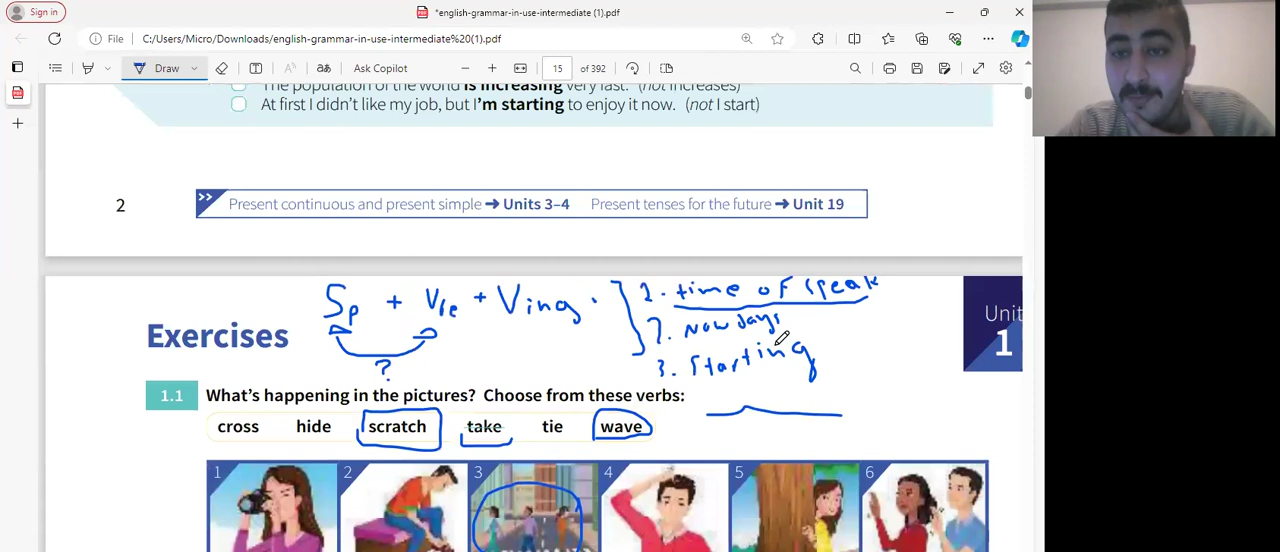 Sign in
*english-grammar-in-use-intermediate (1).pdf
File C:/Users/Micro/Downloads/english-grammar-in-use-intermediate%20(1).pdf
Draw Ask Copilot 15 of 392
The population of the world is increasing very fast. (not increases)
At first I didn't like my job, but I'm starting to enjoy it now. (not I start)
2
Present continuous and present simple → Units 3–4 Present tenses for the future → Unit 19
Sp + V/e + Ving .
time of speak
Now days
3. Starting
?
Exercises
Unit
1
1.1 What's happening in the pictures? Choose from these verbs:
cross hide scratch take tie wave
1 2 3 4 5 6